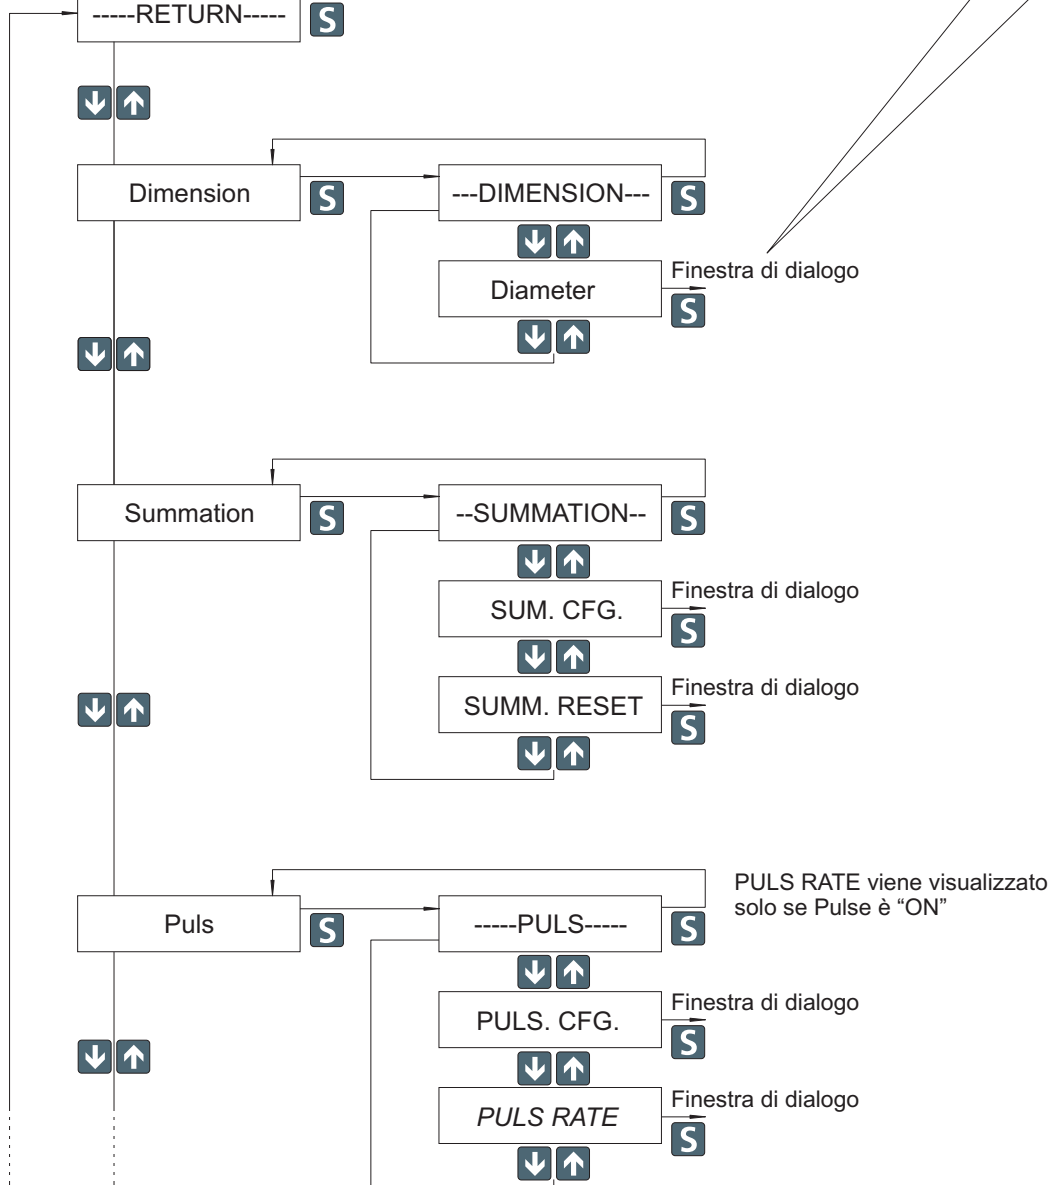 -----RETURN-----
S
Dimension
S
---DIMENSION---
S
Diameter
Finestra di dialogo
S
Summation
S
--SUMMATION--
S
SUM. CFG.
Finestra di dialogo
S
SUMM. RESET
Finestra di dialogo
S
Puls
S
-----PULS-----
S
PULS RATE viene visualizzato
solo se Pulse è “ON”
PULS. CFG.
Finestra di dialogo
S
PULS RATE
Finestra di dialogo
S